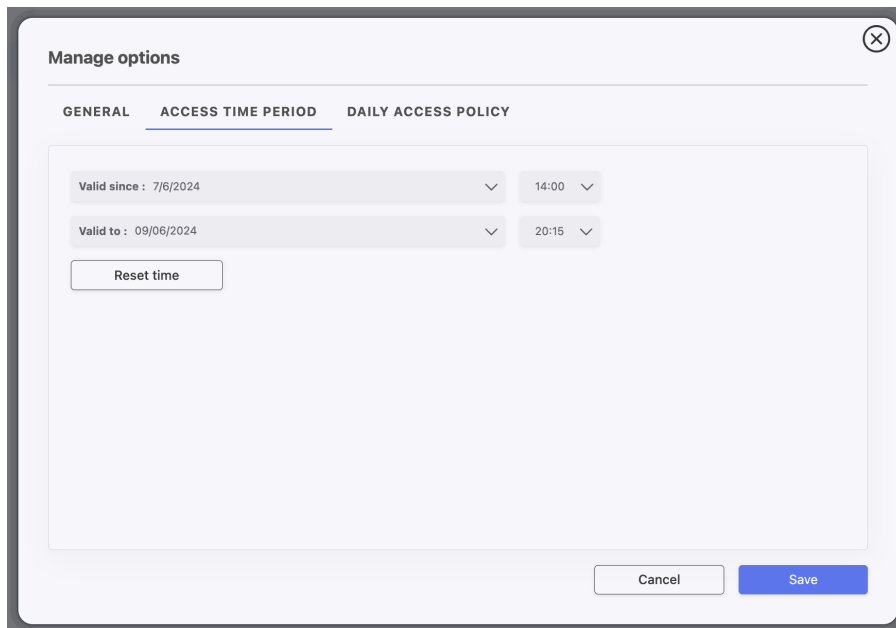 Manage options
GENERAL ACCESS TIME PERIOD DAILY ACCESS POLICY
Valid since : 7/6/2024 14:00
Valid to : 09/06/2024 20:15
Reset time
Cancel Save